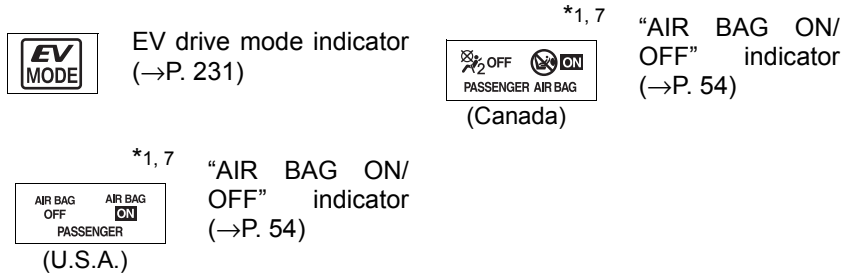 EV
MODE
EV drive mode indicator
(→P. 231)
*1, 7
AIR BAG AIR BAG
OFF ON
PASSENGER
(U.S.A.)
“AIR BAG ON/
OFF” indicator
(→P. 54)
*1, 7
2 OFF ON
PASSENGER AIR BAG
(Canada)
“AIR BAG ON/
OFF” indicator
(→P. 54)